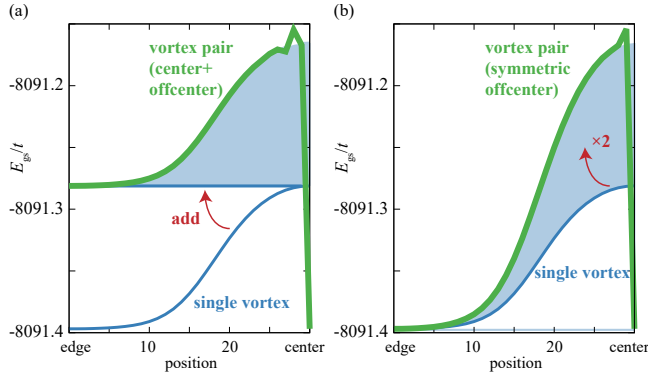 (a)
(b)
vortex pair
(center+
offcenter)
-8091.2
E_gs/t
-8091.3
add
single vortex
-8091.4
edge
10
20
center
position
vortex pair
(symmetric
offcenter)
-8091.2
E_gs/t
×2
-8091.3
single vortex
-8091.4
edge
10
20
center
position